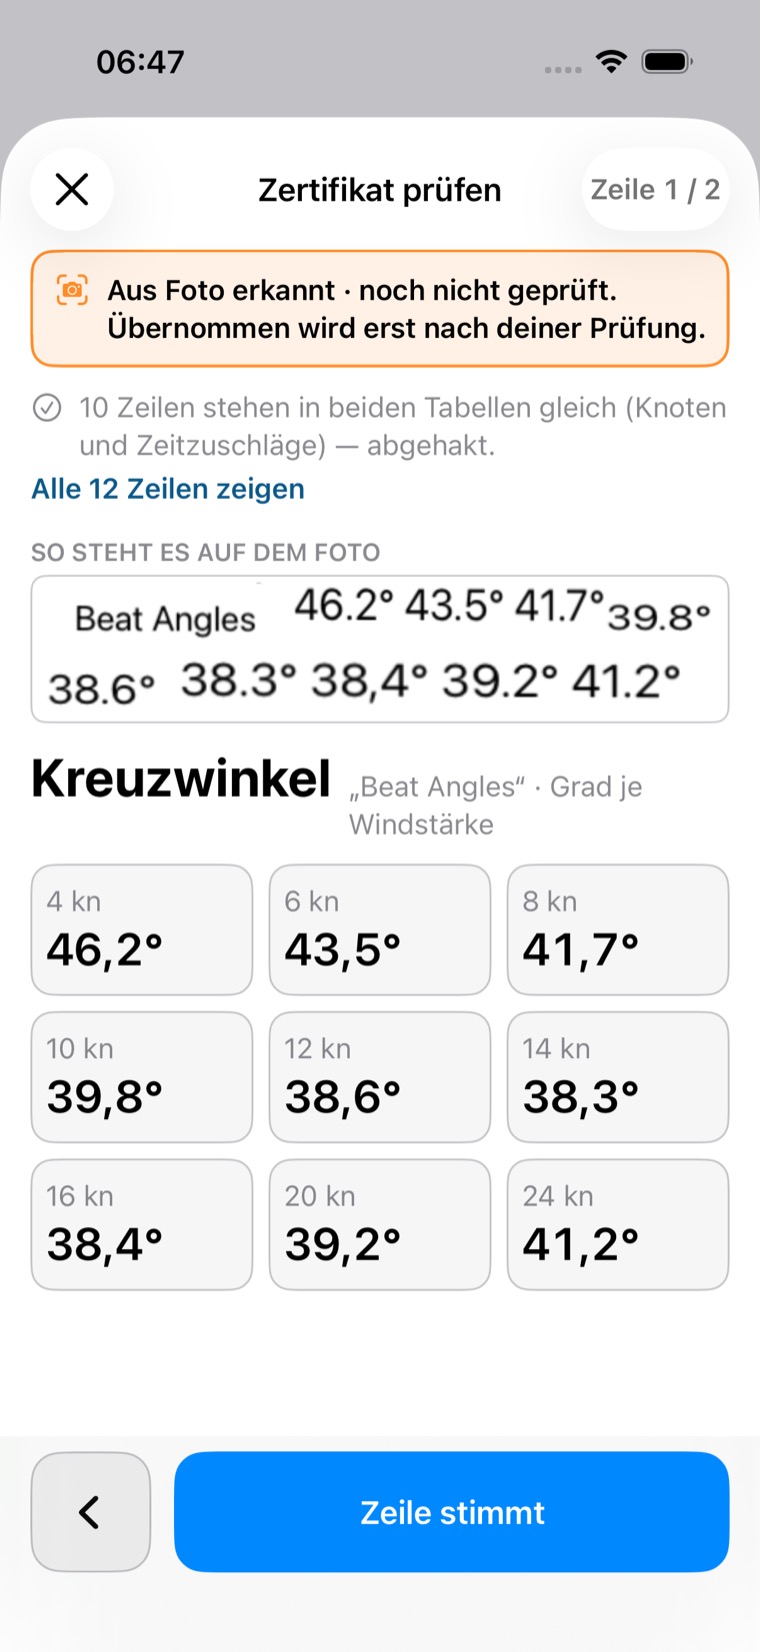 06:47
Zertifikat prüfen
Zeile 1 / 2
Aus Foto erkannt · noch nicht geprüft.
Übernommen wird erst nach deiner Prüfung.
10 Zeilen stehen in beiden Tabellen gleich (Knoten
und Zeitzuschläge) — abgehakt.
Alle 12 Zeilen zeigen
SO STEHT ES AUF DEM FOTO
Beat Angles 46.2° 43.5° 41.7° 39.8°
38.6° 38.3° 38,4° 39.2° 41.2°
Kreuzwinkel „Beat Angles“ · Grad je
Windstärke
4 kn 6 kn 8 kn
46,2° 43,5° 41,7°
10 kn 12 kn 14 kn
39,8° 38,6° 38,3°
16 kn 20 kn 24 kn
38,4° 39,2° 41,2°
Zeile stimmt